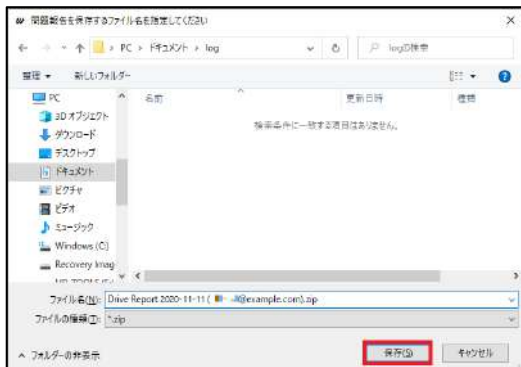 問題報告を保存するファイル名を指定してください
PC > ドキュメント > log
logの検索
整理 新しいフォルダー
名前 更新日時 種類
検索条件に一致する項目はありません。
PC
3D オブジェクト
ダウンロード
デスクトップ
ドキュメント
ピクチャ
ビデオ
ミュージック
Windows (C:)
Recovery Imag
ファイル名(N): Drive Report 2020-11-11 ( @example.com).zip
ファイルの種類(T): *.zip
フォルダーの非表示
保存(S) キャンセル